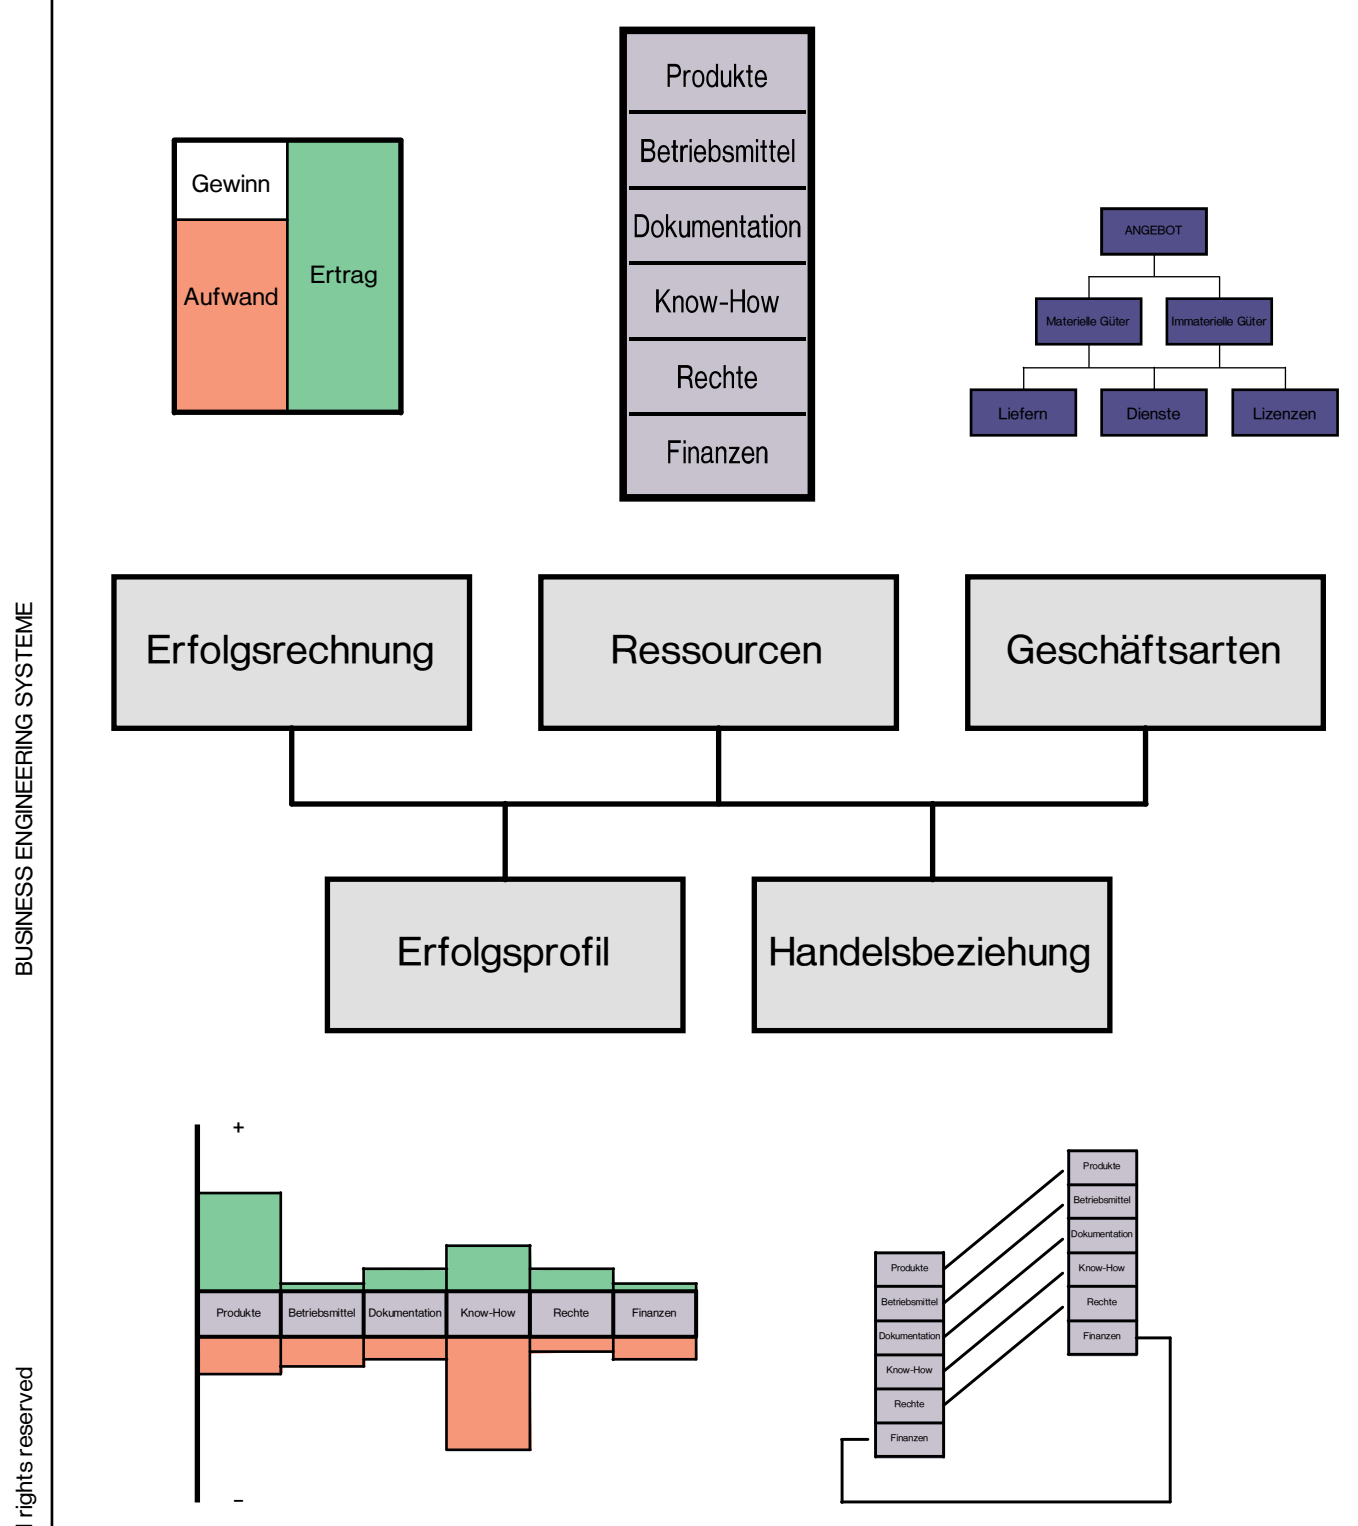 BUSINESS ENGINEERING SYSTEME
rights reserved
Gewinn
Aufwand
Ertrag
Produkte
Betriebsmittel
Dokumentation
Know-How
Rechte
Finanzen
ANGEBOT
Materielle Güter
Immaterielle Güter
Liefern
Dienste
Lizenzen
Erfolgsrechnung
Ressourcen
Geschäftsarten
Erfolgsprofil
Handelsbeziehung
+
Produkte
Betriebsmittel
Dokumentation
Know-How
Rechte
Finanzen
–
Produkte
Betriebsmittel
Dokumentation
Know-How
Rechte
Finanzen
Produkte
Betriebsmittel
Dokumentation
Know-How
Rechte
Finanzen